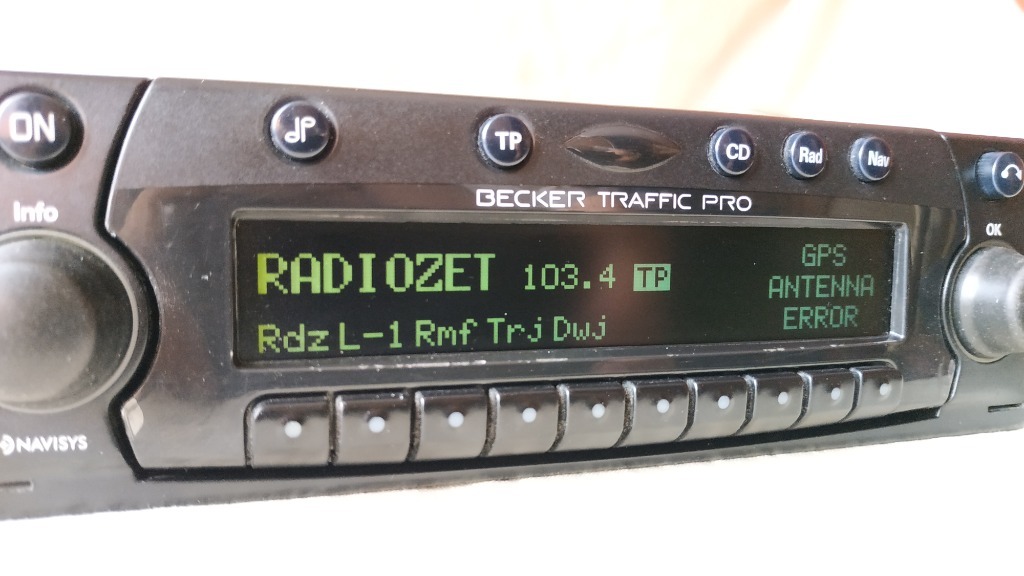 ON
TP
CD
Rad
Nav
Info
BECKER TRAFFIC PRO
OK
RADIOZET 103.4 TP
GPS
ANTENNA
ERROR
Rdz L-1 Rmf Trj Dwj
NAVISYS